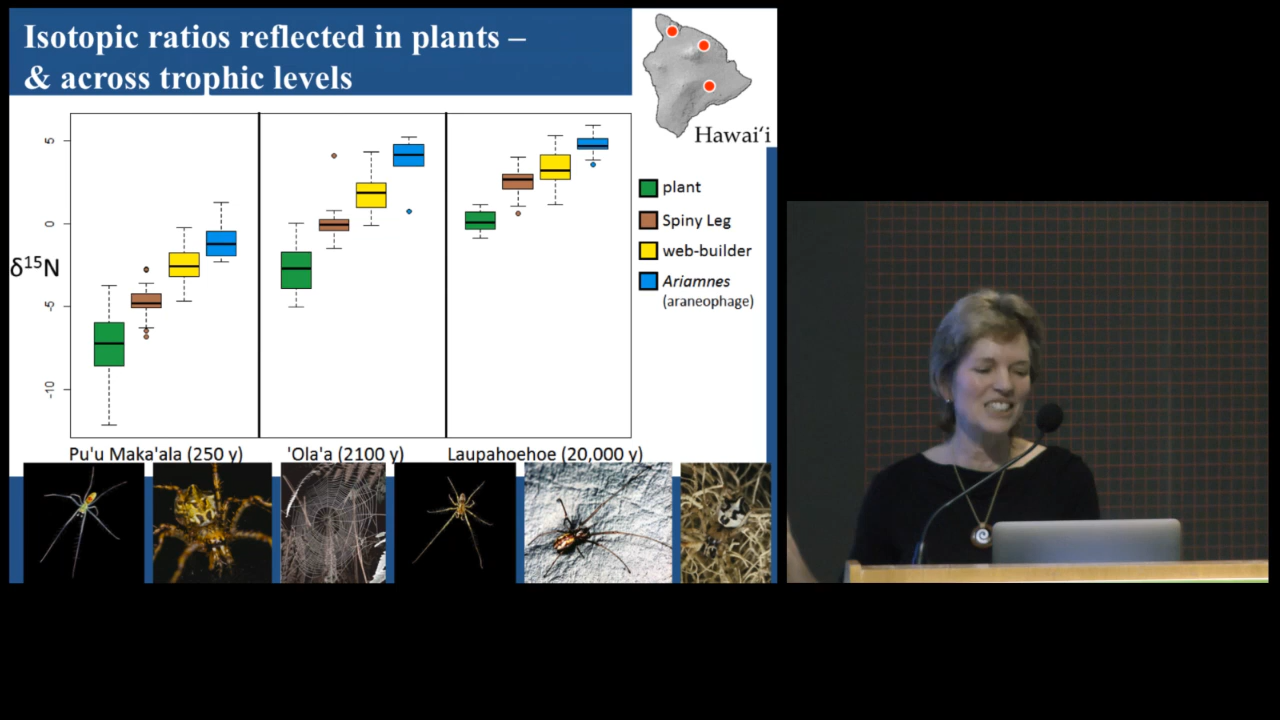 Isotopic ratios reflected in plants –
& across trophic levels
Hawaiʻi
5
0
-5
-10
δ¹⁵N
plant
Spiny Leg
web-builder
Ariamnes
(araneophage)
Pu'u Maka'ala (250 y)
'Ola'a (2100 y)
Laupahoehoe (20,000 y)